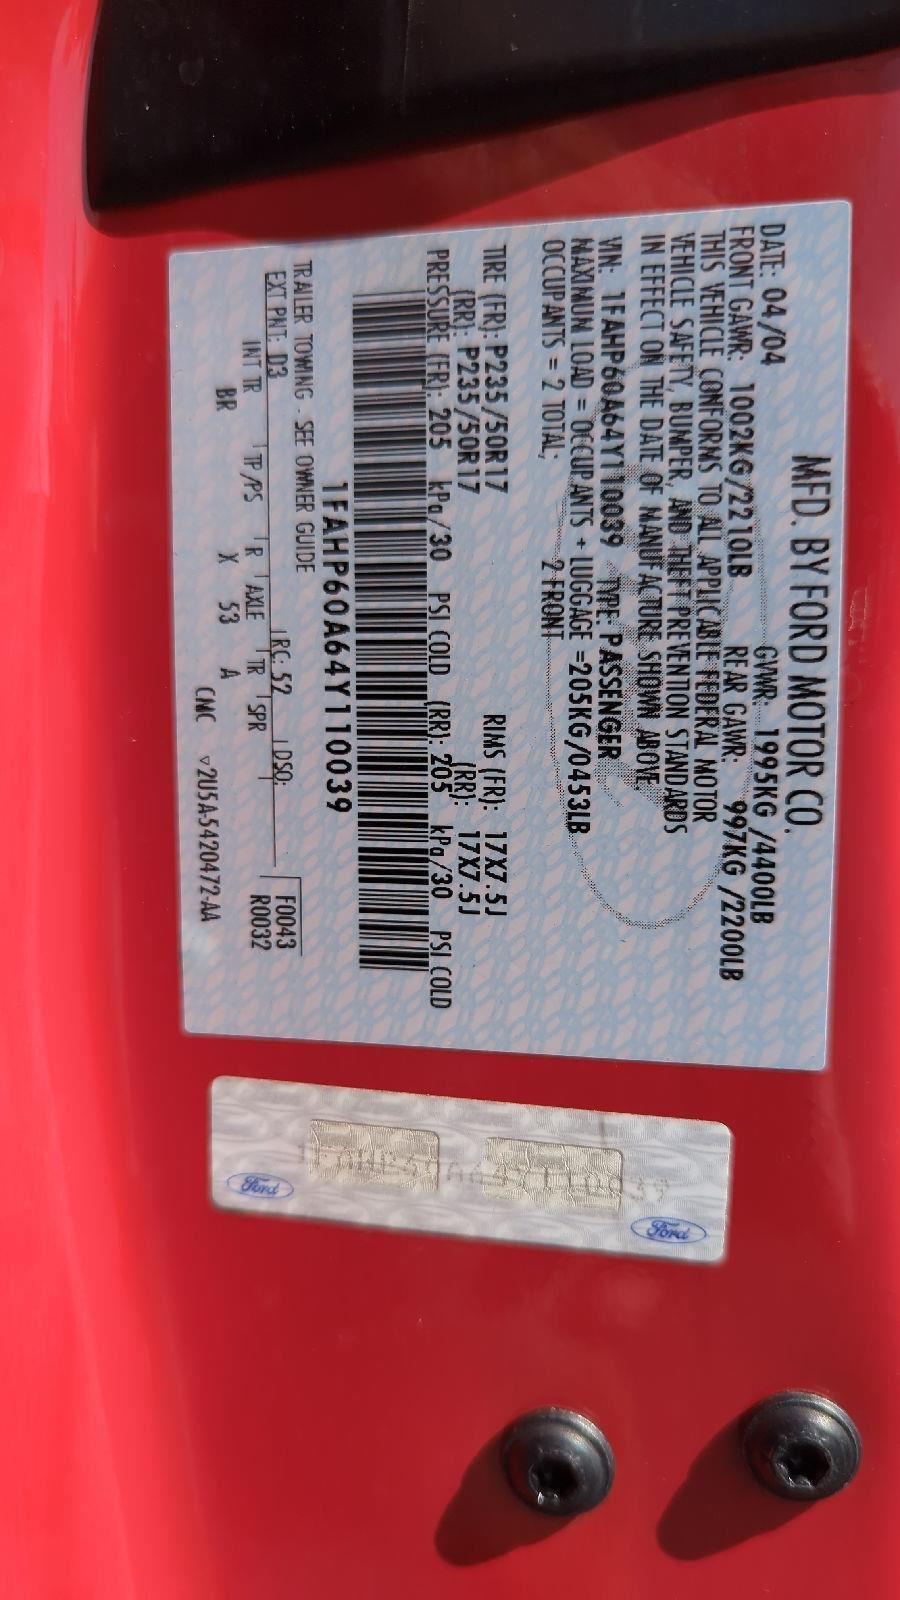 MFD. BY FORD MOTOR CO.
DATE: 04/04 GVWR: 1995KG /4400LB
FRONT GAWR: 1002KG/2210LB REAR GAWR: 997KG /2200LB
THIS VEHICLE CONFORMS TO ALL APPLICABLE FEDERAL MOTOR
VEHICLE SAFETY, BUMPER, AND THEFT PREVENTION STANDARDS
IN EFFECT ON THE DATE OF MANUFACTURE SHOWN ABOVE.
VIN: 1FAHP60A64Y110039 TYPE: PASSENGER
MAXIMUM LOAD = OCCUPANTS + LUGGAGE =205KG/0453LB
OCCUPANTS = 2 TOTAL, 2 FRONT
TIRE (FR): P235/50R17 RIMS (FR): 17X7.5J
(RR): P235/50R17 (RR): 17X7.5J
PRESSURE (FR): 205 kPa/30 PSI COLD (RR): 205 kPa/30 PSI COLD
1FAHP60A64Y110039
TRAILER TOWING - SEE OWNER GUIDE
EXT PNT: D3 RC: 52 DSO: F0043
INT TR TP/PS R AXLE TR SPR R0032
BR X 53 A
CMC ▽2U5A-5420472-AA
1FAHP60A64Y110039
Ford Ford